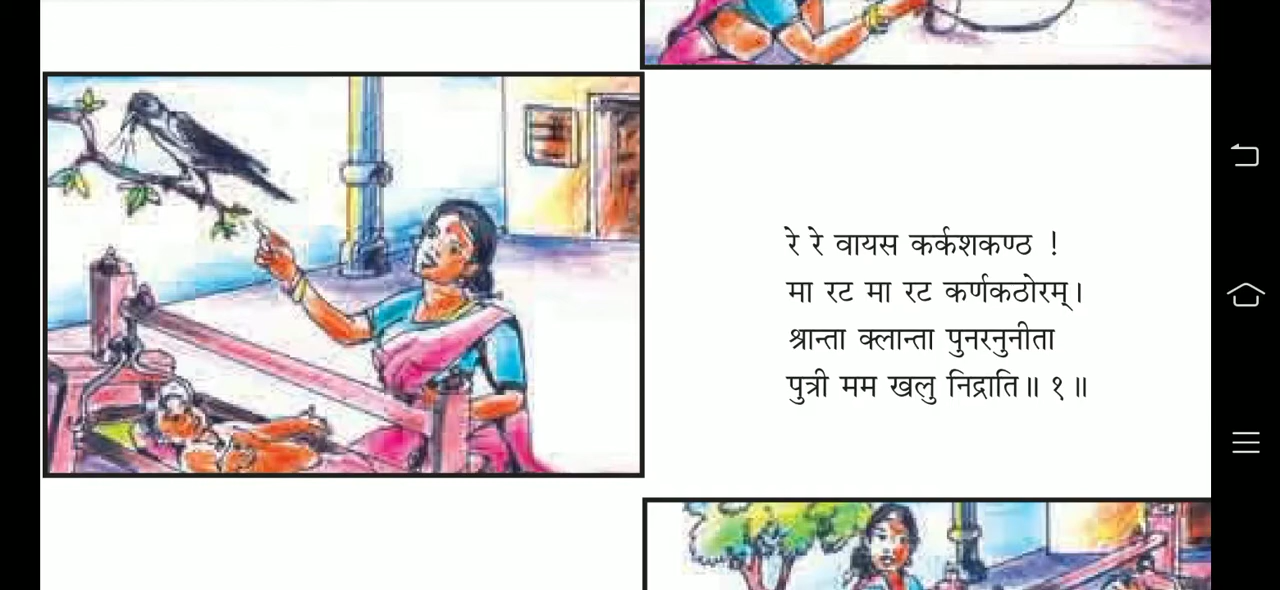 रे रे वायस कर्कशकण्ठ !
मा रट मा रट कर्णकठोरम्।
श्रान्ता क्लान्ता पुनरनुनीता
पुत्री मम खलु निद्राति॥ १॥